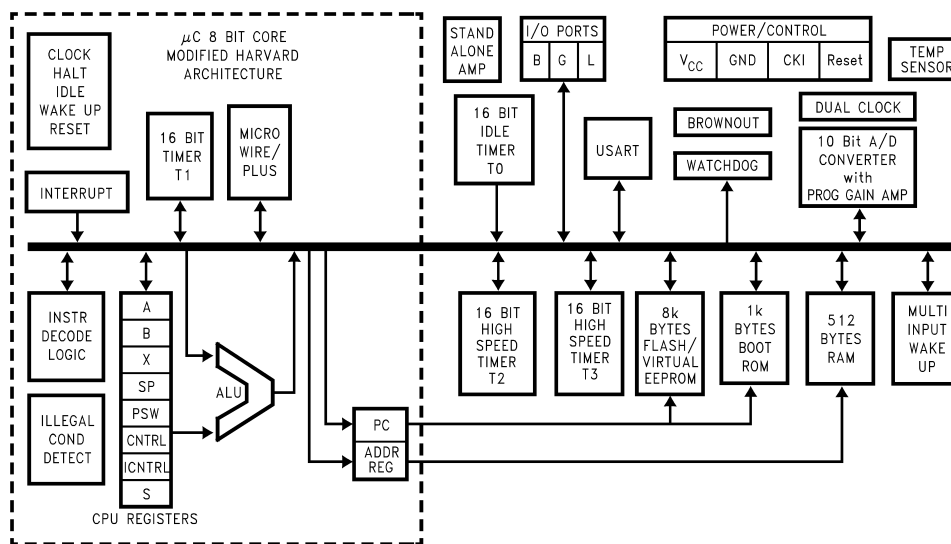 CLOCK
HALT
IDLE
WAKE UP
RESET
μC 8 BIT CORE
MODIFIED HARVARD
ARCHITECTURE
16 BIT
TIMER
T1
MICRO
WIRE/
PLUS
INTERRUPT
STAND
ALONE
AMP
I/O PORTS
B G L
POWER/CONTROL
VCC GND CKI Reset
TEMP
SENSOR
16 BIT
IDLE
TIMER
T0
USART
BROWNOUT
WATCHDOG
DUAL CLOCK
10 Bit A/D
CONVERTER
with
PROG GAIN AMP
INSTR
DECODE
LOGIC
ILLEGAL
COND
DETECT
A
B
X
SP
PSW
CNTRL
ICNTRL
S
CPU REGISTERS
ALU
PC
ADDR
REG
16 BIT
HIGH
SPEED
TIMER
T2
16 BIT
HIGH
SPEED
TIMER
T3
8k
BYTES
FLASH/
VIRTUAL
EEPROM
1k
BYTES
BOOT
ROM
512
BYTES
RAM
MULTI
INPUT
WAKE
UP